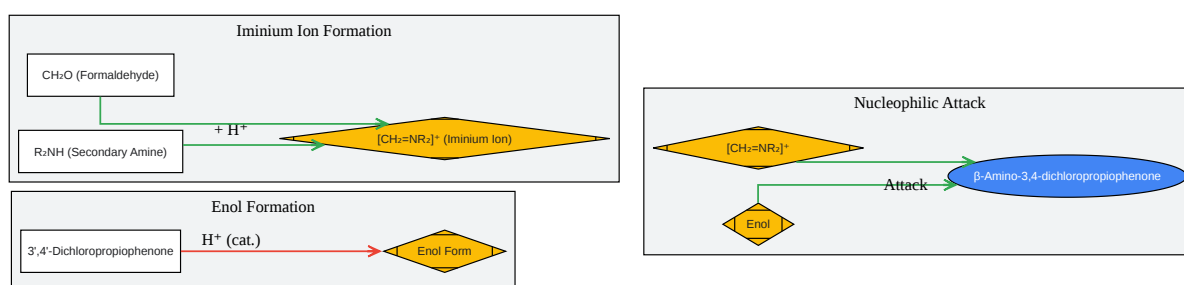 Iminium Ion Formation
CH₂O (Formaldehyde)
+ H⁺
R₂NH (Secondary Amine)
[CH₂=NR₂]⁺ (Iminium Ion)
Enol Formation
3',4'-Dichloropropiophenone
H⁺ (cat.)
Enol Form
Nucleophilic Attack
[CH₂=NR₂]⁺
Attack
Enol
β-Amino-3,4-dichloropropiophenone